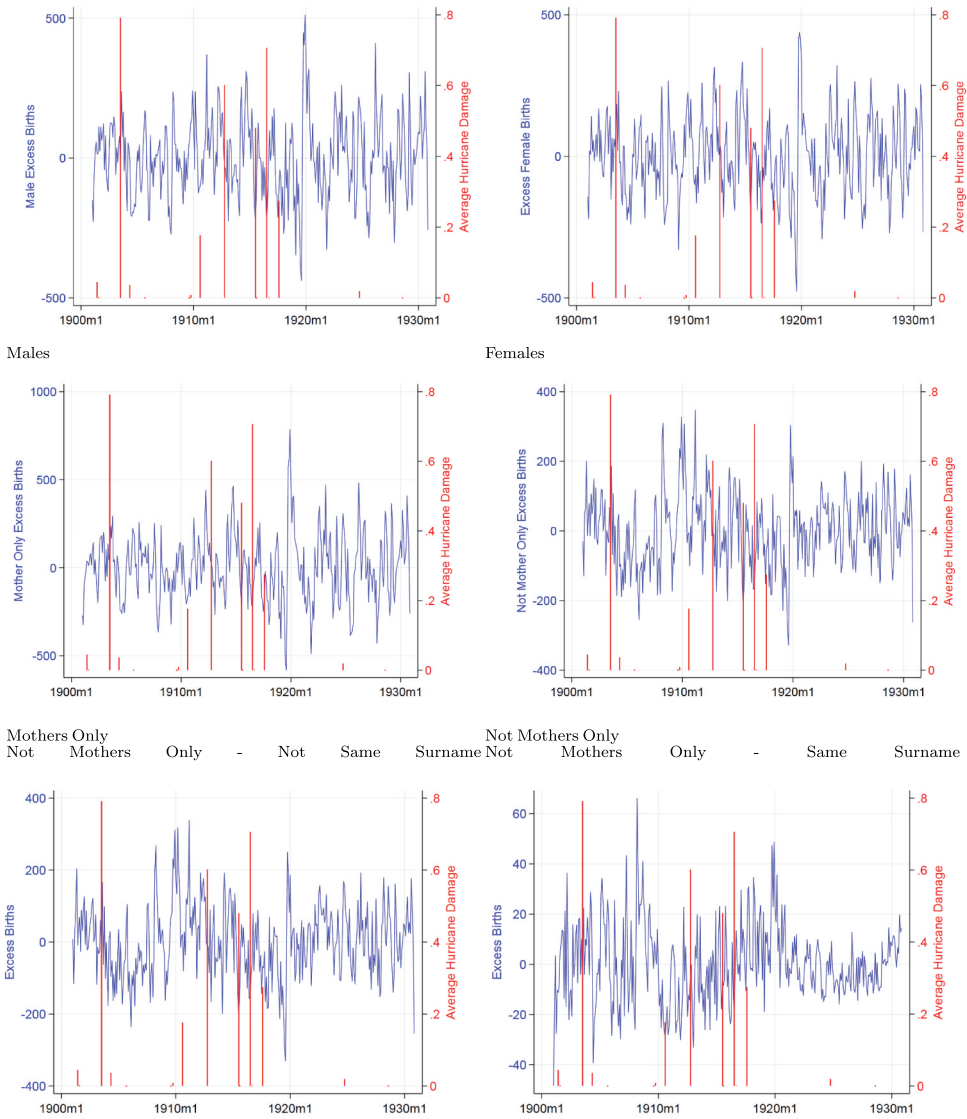 500
0
-500
Male Excess Births
.8
.6
.4
.2
0
Average Hurricane Damage
1900m1 1910m1 1920m1 1930m1
500
0
-500
Excess Female Births
.8
.6
.4
.2
0
Average Hurricane Damage
1900m1 1910m1 1920m1 1930m1
Males
Females
1000
500
0
-500
Mother Only Excess Births
.8
.6
.4
.2
0
Average Hurricane Damage
1900m1 1910m1 1920m1 1930m1
400
200
0
-200
-400
Not Mother Only Excess Births
.8
.6
.4
.2
0
Average Hurricane Damage
1900m1 1910m1 1920m1 1930m1
Mothers Only
Not Mothers Only
Not Mothers Only - Not Same Surname
Not Mothers Only - Same Surname
400
200
0
-200
-400
Excess Births
.8
.6
.4
.2
0
Average Hurricane Damage
1900m1 1910m1 1920m1 1930m1
60
40
20
0
-20
-40
Excess Births
.8
.6
.4
.2
0
Average Hurricane Damage
1900m1 1910m1 1920m1 1930m1